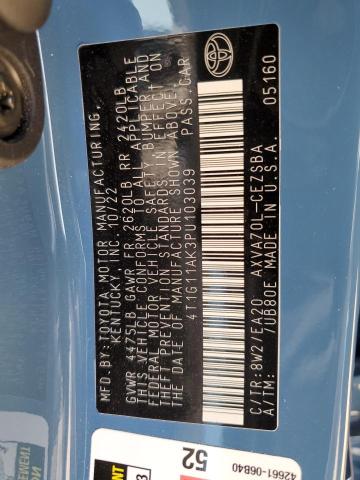 MFD. BY:TOYOTA MOTOR MANUFACTURING,
KENTUCKY, INC. 10/22
GVWR 4475LB GAWR FR 2620LB RR 2420LB
THIS VEHICLE CONFORMS TO ALL APPLICABLE
FEDERAL MOTOR VEHICLE SAFETY, BUMPER, AND
THEFT PREVENTION STANDARDS IN EFFECT ON
THE DATE OF MANUFACTURE SHOWN ABOVE.
4T1G11AK3PU103039 PASS.CAR
C/TR:8W2/EA20 AXVA70L-CEZSBA
A/TM: /UB80E MADE IN U.S.A. 05160
52
42661-06B40